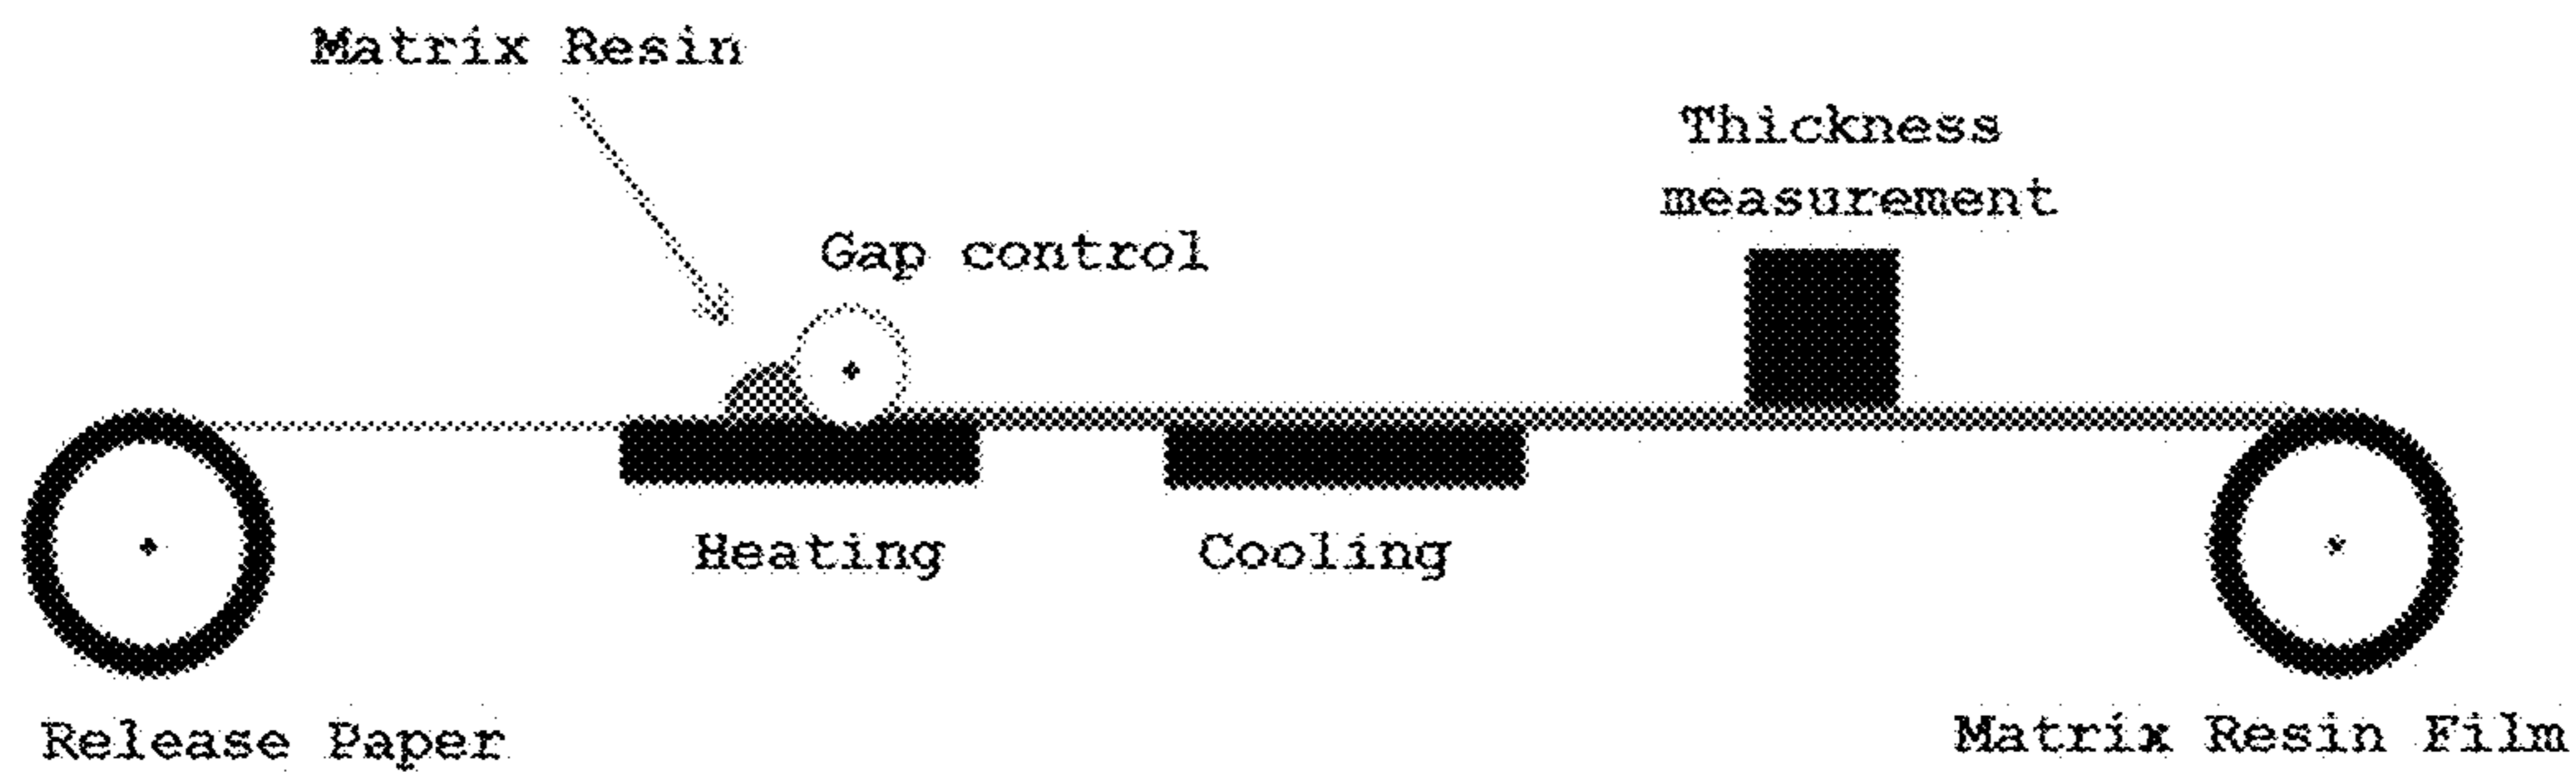 Matrix Resin
Thickness
measurement
Gap control
Heating
Cooling
Release Paper
Matrix Resin Film